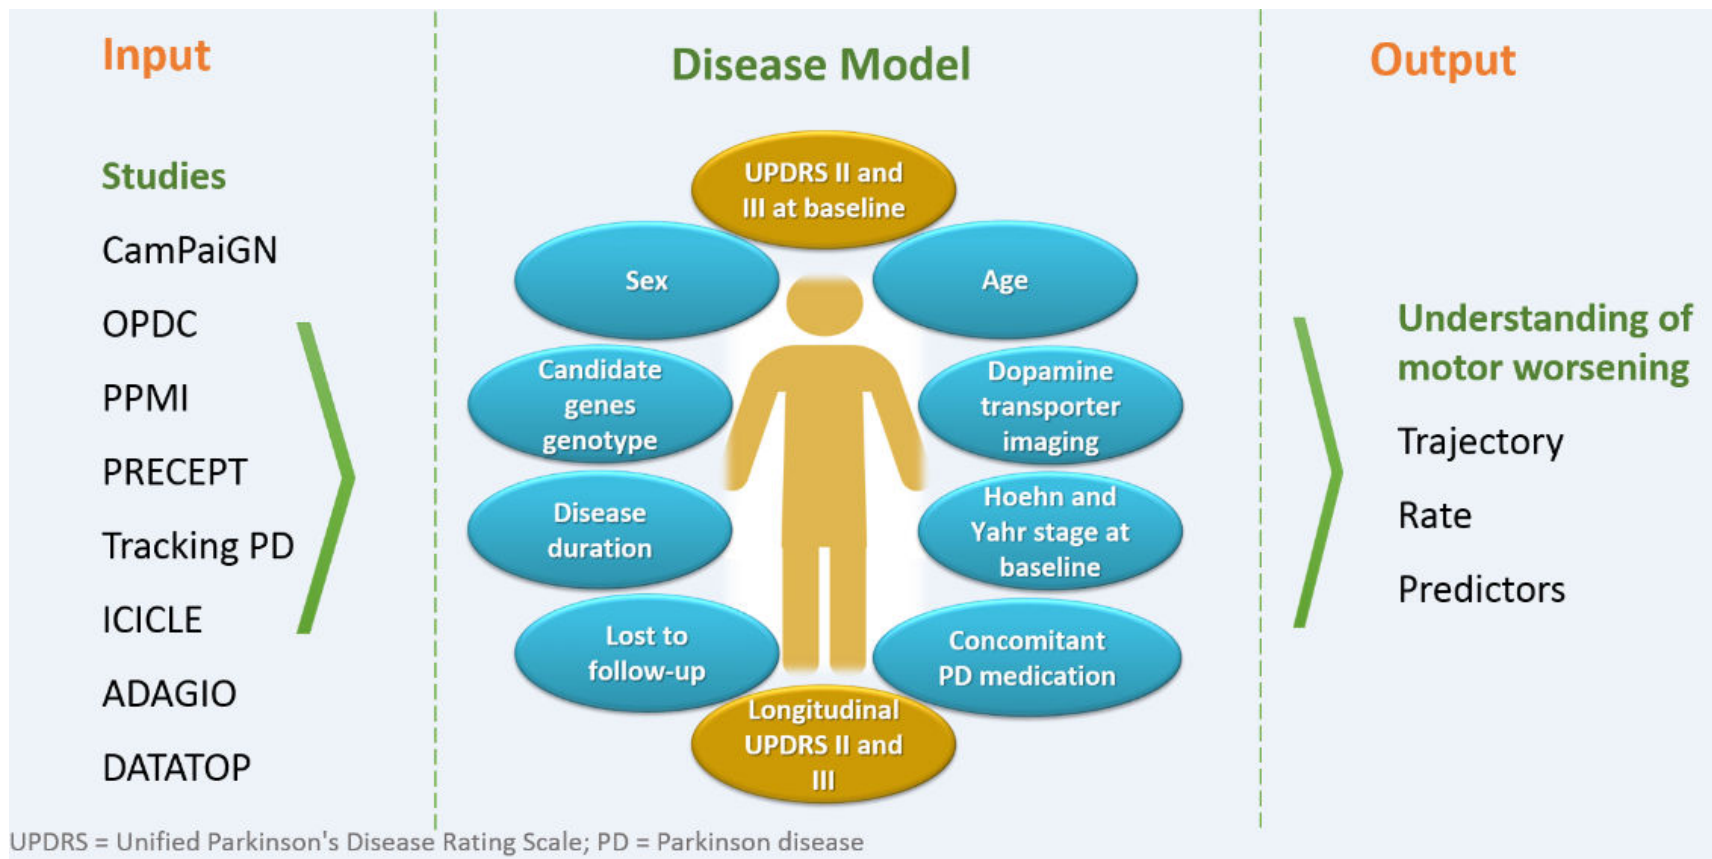 Input
Disease Model
Output
Studies
CamPaiGN
OPDC
PPMI
PRECEPT
Tracking PD
ICICLE
ADAGIO
DATATOP
UPDRS II and
III at baseline
Sex
Age
Candidate
genes
genotype
Dopamine
transporter
imaging
Disease
duration
Hoehn and
Yahr stage at
baseline
Lost to
follow-up
Concomitant
PD medication
Longitudinal
UPDRS II and
III
Understanding of
motor worsening
Trajectory
Rate
Predictors
UPDRS = Unified Parkinson's Disease Rating Scale; PD = Parkinson disease